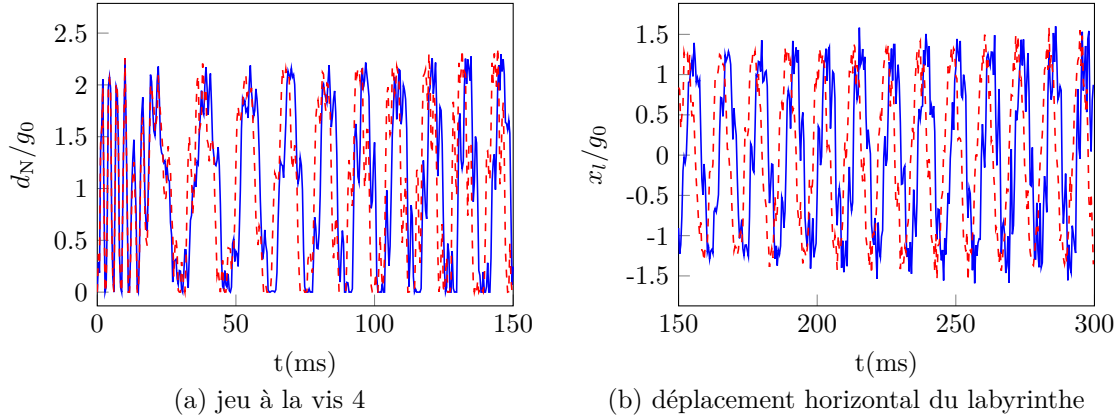 2.5
2
1.5
1
0.5
0
d_N/g_0
0 50 100 150
t(ms)
(a) jeu à la vis 4
1.5
1
0.5
0
-0.5
-1
-1.5
x_l/g_0
150 200 250 300
t(ms)
(b) déplacement horizontal du labyrinthe